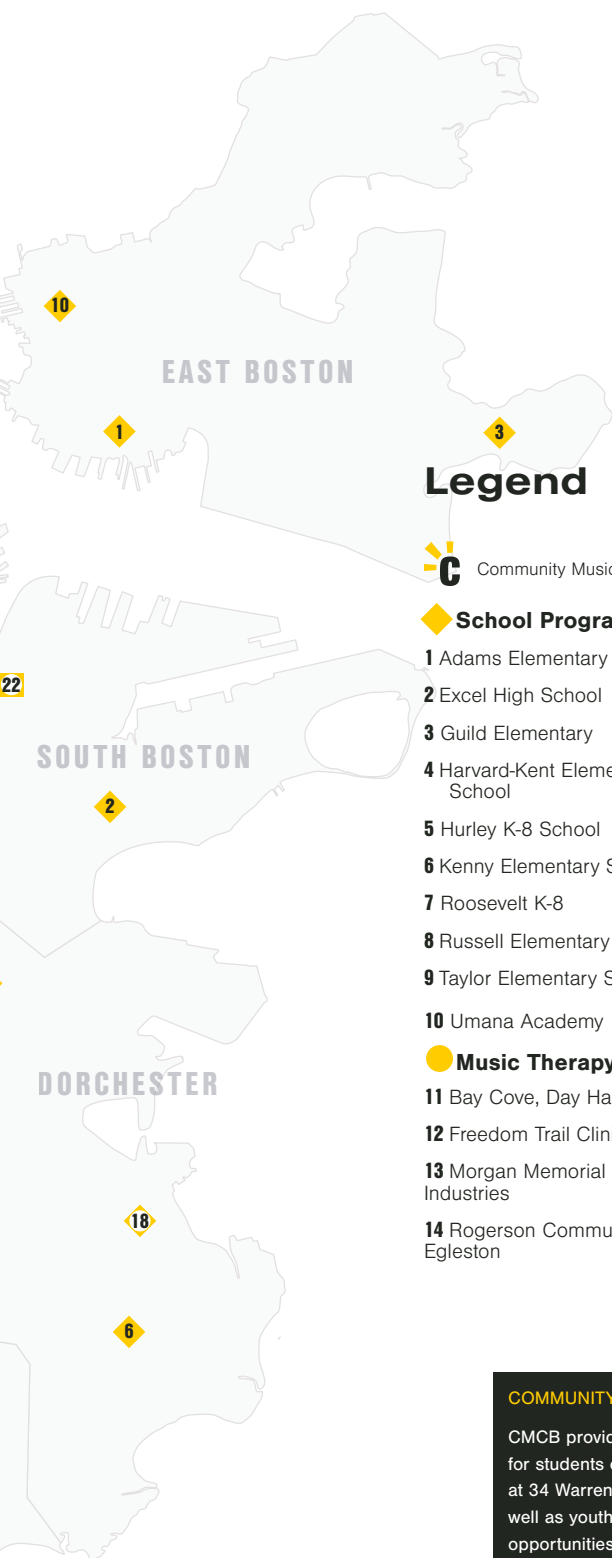 10
EAST BOSTON
1
3
Legend
C Community Music
School Progra
1 Adams Elementary
2 Excel High School
3 Guild Elementary
4 Harvard-Kent Eleme
School
5 Hurley K-8 School
6 Kenny Elementary S
7 Roosevelt K-8
8 Russell Elementary
9 Taylor Elementary S
10 Umana Academy
Music Therapy
11 Bay Cove, Day Ha
12 Freedom Trail Clin
13 Morgan Memorial
Industries
14 Rogerson Commu
Egleston
22
SOUTH BOSTON
2
DORCHESTER
18
6
COMMUNITY
CMCB provid
for students
at 34 Warren
well as youth
opportunities